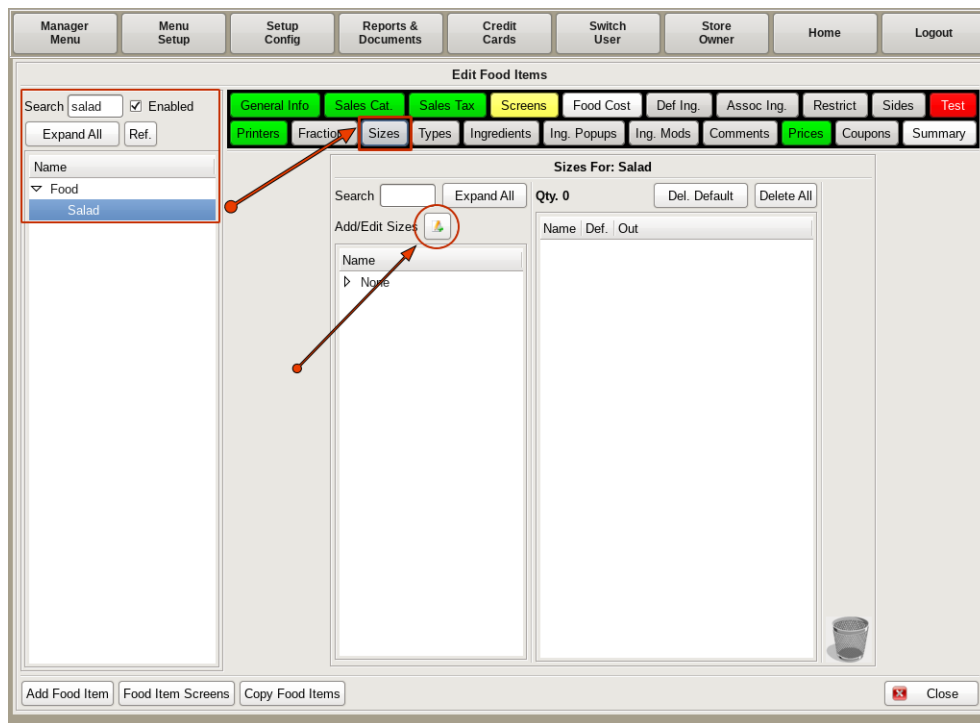 Manager Menu
Menu Setup
Setup Config
Reports & Documents
Credit Cards
Switch User
Store Owner
Home
Logout
Edit Food Items
Search salad Enabled
Expand All Ref.
Name
Food
Salad
General Info Sales Cat. Sales Tax Screens Food Cost Def Ing. Assoc Ing. Restrict Sides Test
Printers Fractio Sizes Types Ingredients Ing. Popups Ing. Mods Comments Prices Coupons Summary
Sizes For: Salad
Search Expand All
Add/Edit Sizes
Name
None
Qty. 0 Del. Default Delete All
Name Def. Out
Add Food Item Food Item Screens Copy Food Items Close